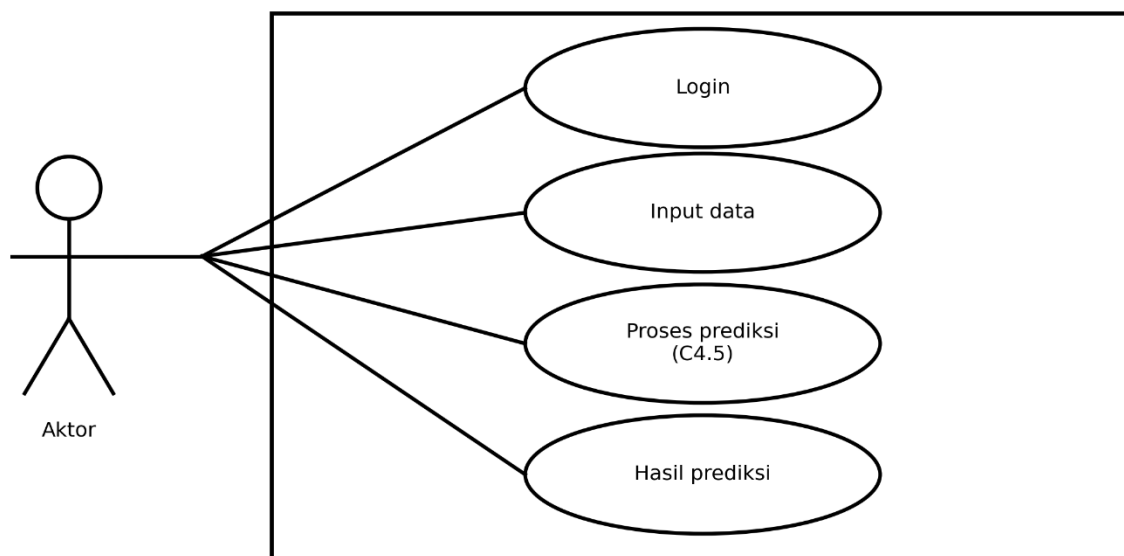 Login
Input data
Proses prediksi
(C4.5)
Hasil prediksi
Aktor